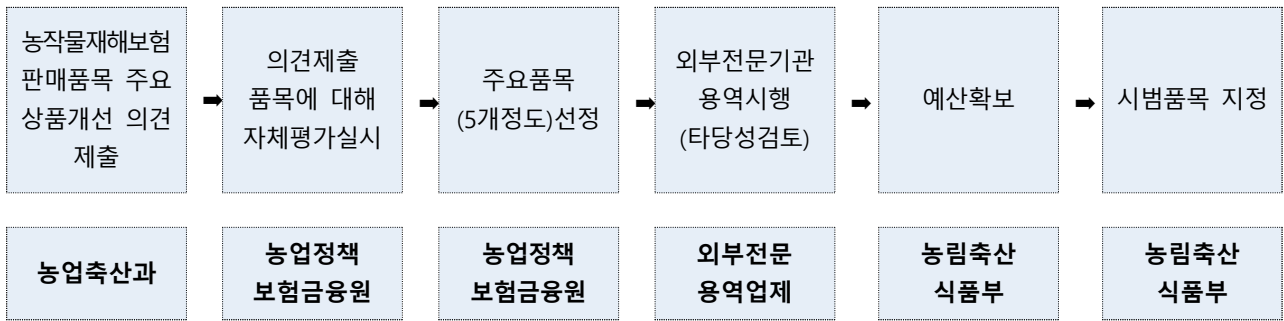 농작물재해보험
판매품목 주요
상품개선 의견
제출
➡
의견제출
품목에 대해
자체평가실시
➡
주요품목
(5개정도)선정
➡
외부전문기관
용역시행
(타당성검토)
➡
예산확보
➡
시범품목 지정
농업축산과
농업정책
보험금융원
농업정책
보험금융원
외부전문
용역업제
농림축산
식품부
농림축산
식품부